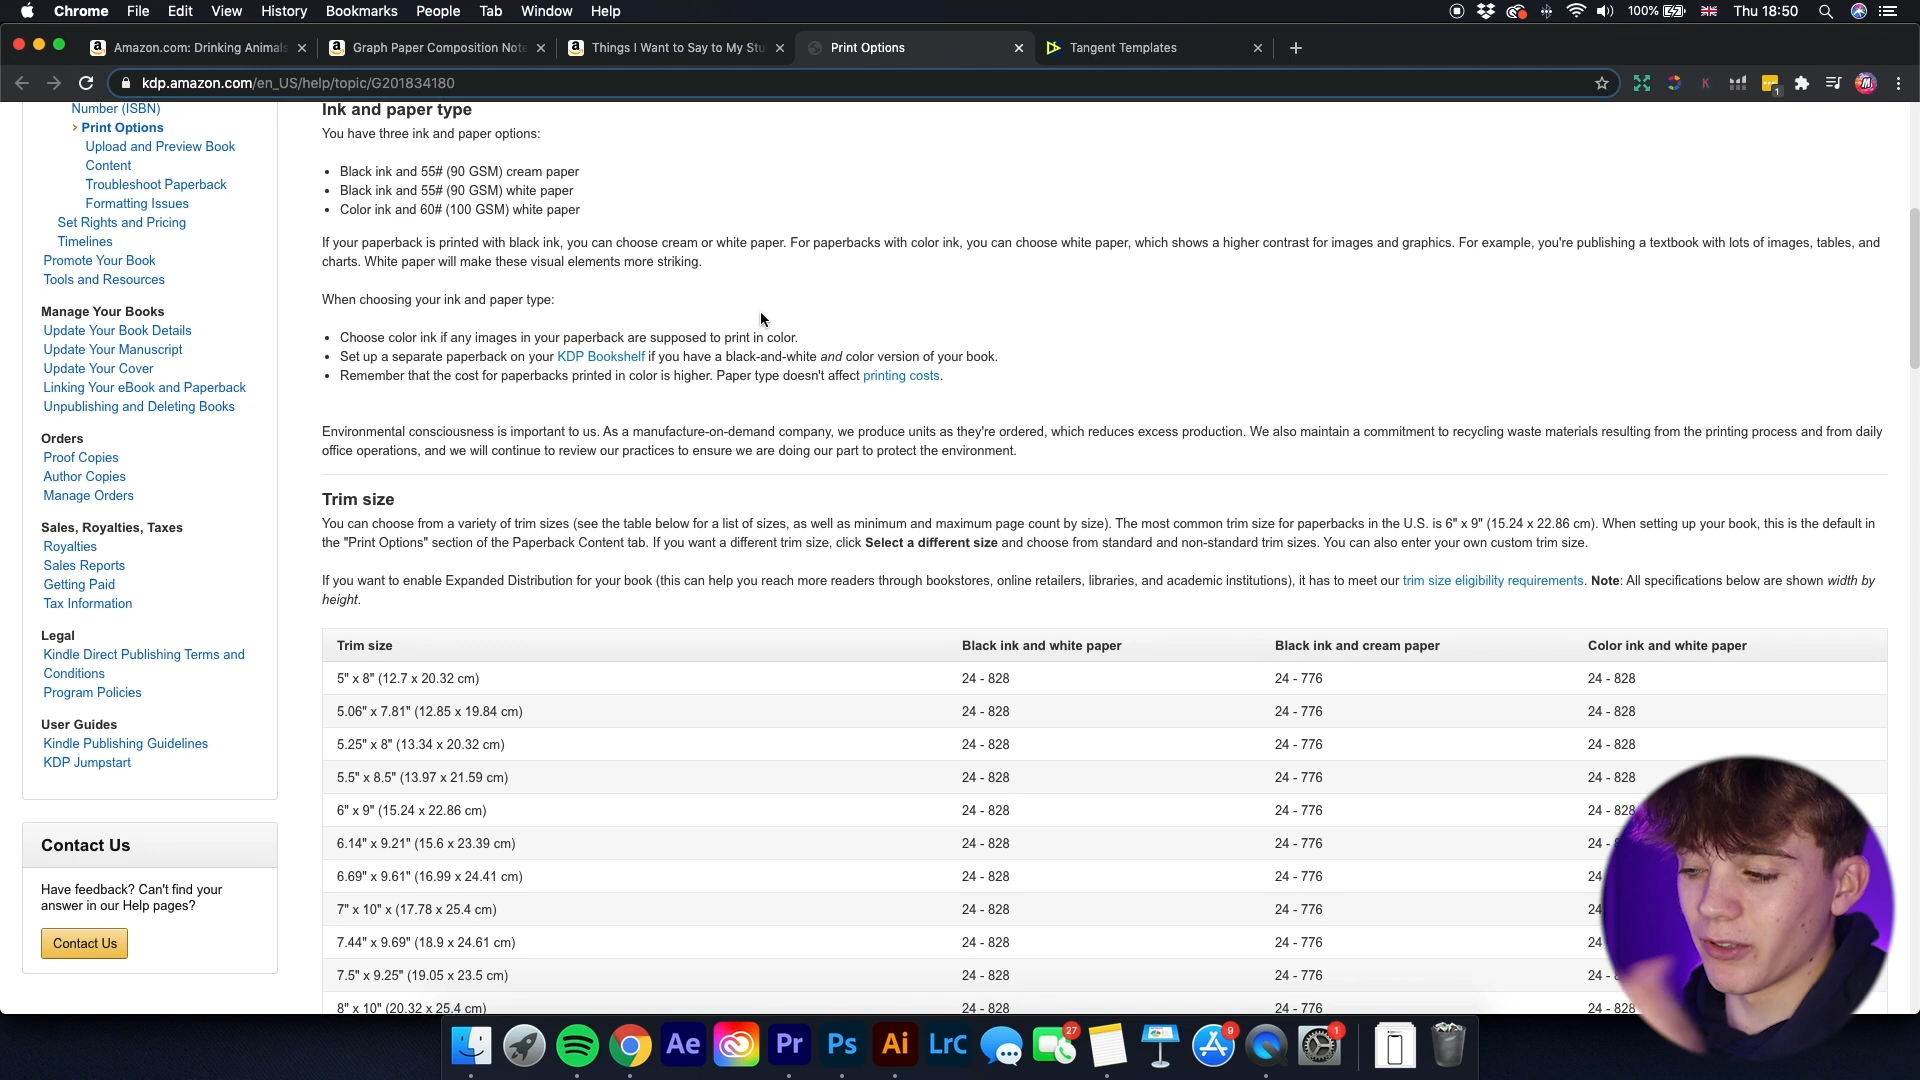 Chrome File Edit View History Bookmarks People Tab Window Help 100% Thu 18:50
Amazon.com: Drinking Animals Graph Paper Composition Note Things I Want to Say to My Stu Print Options Tangent Templates
kdp.amazon.com/en_US/help/topic/G201834180
Number (ISBN)
Print Options
Upload and Preview Book
Content
Troubleshoot Paperback
Formatting Issues
Set Rights and Pricing
Timelines
Promote Your Book
Tools and Resources
Manage Your Books
Update Your Book Details
Update Your Manuscript
Update Your Cover
Linking Your eBook and Paperback
Unpublishing and Deleting Books
Orders
Proof Copies
Author Copies
Manage Orders
Sales, Royalties, Taxes
Royalties
Sales Reports
Getting Paid
Tax Information
Legal
Kindle Direct Publishing Terms and
Conditions
Program Policies
User Guides
Kindle Publishing Guidelines
KDP Jumpstart
Contact Us
Have feedback? Can't find your
answer in our Help pages?
Contact Us
Ink and paper type
You have three ink and paper options:
• Black ink and 55# (90 GSM) cream paper
• Black ink and 55# (90 GSM) white paper
• Color ink and 60# (100 GSM) white paper
If your paperback is printed with black ink, you can choose cream or white paper. For paperbacks with color ink, you can choose white paper, which shows a higher contrast for images and graphics. For example, you're publishing a textbook with lots of images, tables, and
charts. White paper will make these visual elements more striking.
When choosing your ink and paper type:
• Choose color ink if any images in your paperback are supposed to print in color.
• Set up a separate paperback on your KDP Bookshelf if you have a black-and-white and color version of your book.
• Remember that the cost for paperbacks printed in color is higher. Paper type doesn't affect printing costs.
Environmental consciousness is important to us. As a manufacture-on-demand company, we produce units as they're ordered, which reduces excess production. We also maintain a commitment to recycling waste materials resulting from the printing process and from daily
office operations, and we will continue to review our practices to ensure we are doing our part to protect the environment.
Trim size
You can choose from a variety of trim sizes (see the table below for a list of sizes, as well as minimum and maximum page count by size). The most common trim size for paperbacks in the U.S. is 6" x 9" (15.24 x 22.86 cm). When setting up your book, this is the default in
the "Print Options" section of the Paperback Content tab. If you want a different trim size, click Select a different size and choose from standard and non-standard trim sizes. You can also enter your own custom trim size.
If you want to enable Expanded Distribution for your book (this can help you reach more readers through bookstores, online retailers, libraries, and academic institutions), it has to meet our trim size eligibility requirements. Note: All specifications below are shown width by
height.
Trim size Black ink and white paper Black ink and cream paper Color ink and white paper
5" x 8" (12.7 x 20.32 cm) 24 - 828 24 - 776 24 - 828
5.06" x 7.81" (12.85 x 19.84 cm) 24 - 828 24 - 776 24 - 828
5.25" x 8" (13.34 x 20.32 cm) 24 - 828 24 - 776 24 - 828
5.5" x 8.5" (13.97 x 21.59 cm) 24 - 828 24 - 776 24 - 828
6" x 9" (15.24 x 22.86 cm) 24 - 828 24 - 776 24 - 828
6.14" x 9.21" (15.6 x 23.39 cm) 24 - 828 24 - 776 24 -
6.69" x 9.61" (16.99 x 24.41 cm) 24 - 828 24 - 776 24
7" x 10" x (17.78 x 25.4 cm) 24 - 828 24 - 776 24
7.44" x 9.69" (18.9 x 24.61 cm) 24 - 828 24 - 776 24
7.5" x 9.25" (19.05 x 23.5 cm) 24 - 828 24 - 776 24 -
8" x 10" (20.32 x 25.4 cm) 24 - 828 24 - 776 24 - 828
Ae Pr Ps Ai LrC 27 9 1